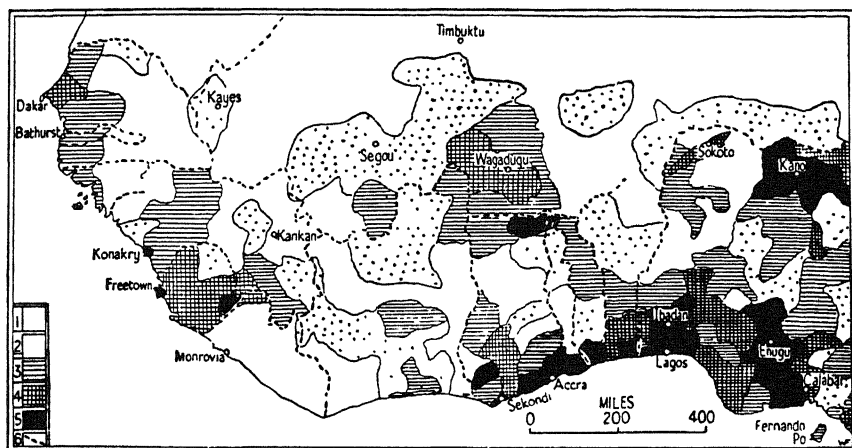 Timbuktu
Dakar
Kayes
Bathurst
Segou
Wagadugu
Sokoto
Kano
Kankan
Konakry
Freetown
Ibadan
Monrovia
Enugu
Lagos
Calabar
Accra
Sekondi
MILES
0 200 400
Fernando
Po
1
2
3
4
5
6